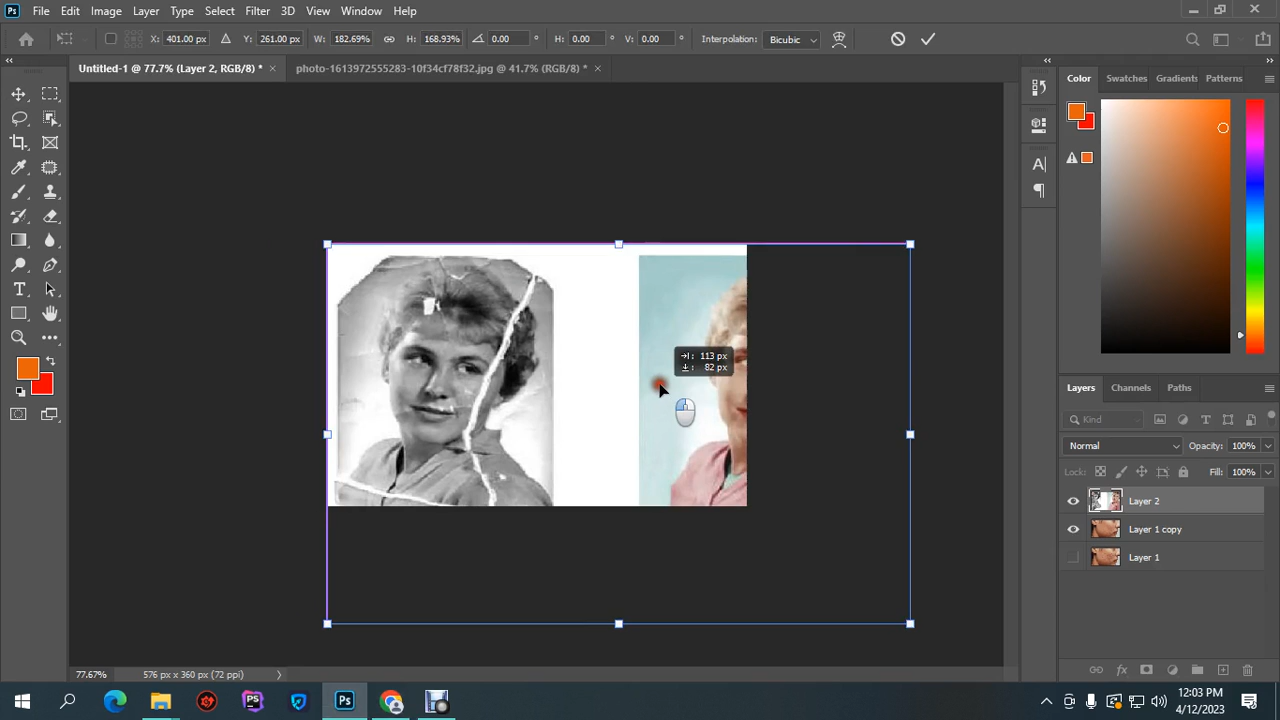 Ps File Edit Image Layer Type Select Filter 3D View Window Help
X: 401.00 px Y: 261.00 px W: 182.69% H: 168.93% 0.00 ° H: 0.00 ° V: 0.00 ° Interpolation: Bicubic
Untitled-1 @ 77.7% (Layer 2, RGB/8) * × photo-1613972555283-10f34cf78f32.jpg @ 41.7% (RGB/8) * ×
Color Swatches Gradients Patterns
113 px
82 px
Layers Channels Paths
Kind
Normal Opacity: 100%
Lock: Fill: 100%
Layer 2
Layer 1 copy
Layer 1
77.67% 576 px x 360 px (72 ppi)
PS Ps
12:03 PM
4/12/2023